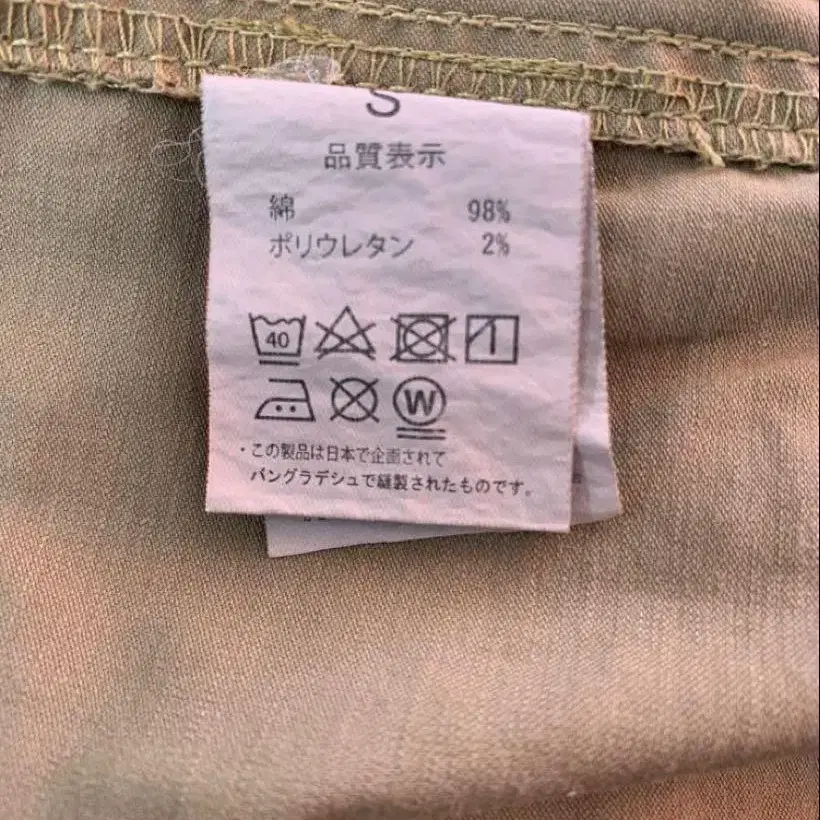 S
品質表示
綿 98%
ポリウレタン 2%
40
W
・この製品は日本で企画されて
バングラデシュで縫製されたものです。